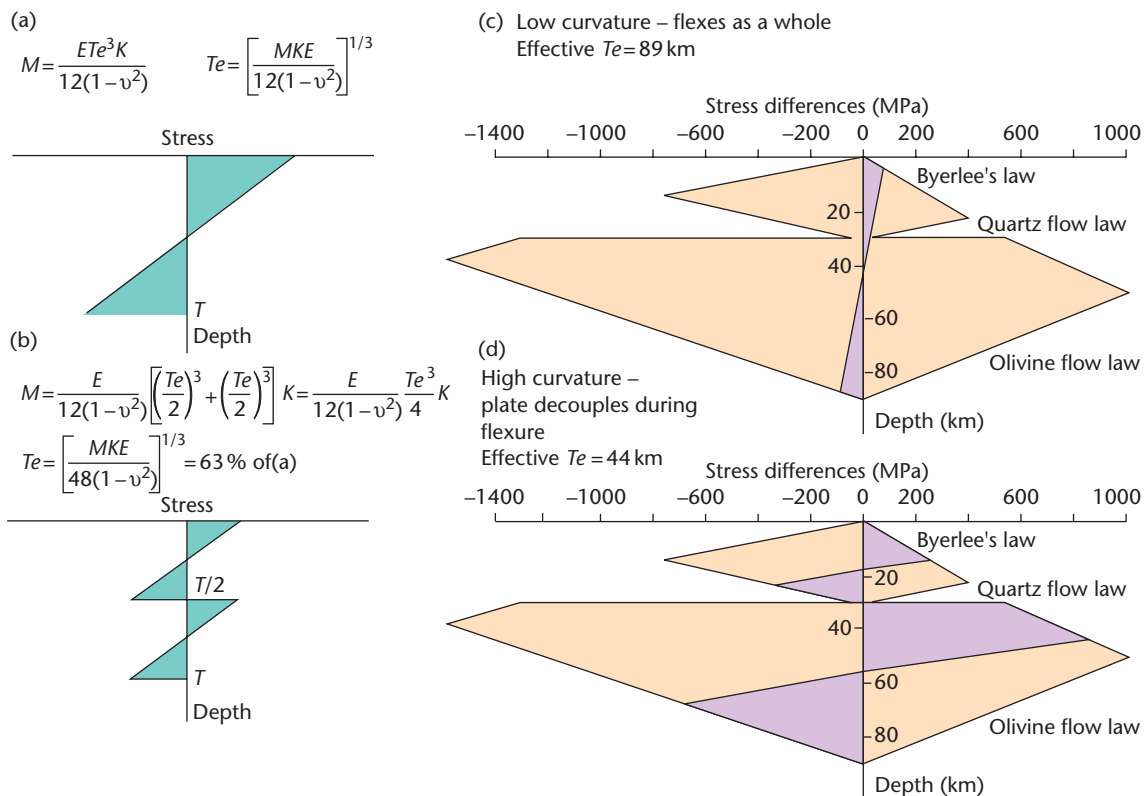 (a)
M = ETe³K / 12(1–υ²)
Te = [MKE / 12(1–υ²)]^1/3
Stress
T
Depth
(b)
M = E / 12(1–υ²) [(Te/2)³ + (Te/2)³] K = E / 12(1–υ²) Te³/4 K
Te = [MKE / 48(1–υ²)]^1/3 = 63% of(a)
Stress
T/2
T
Depth
(c) Low curvature – flexes as a whole
Effective Te = 89 km
Stress differences (MPa)
–1400 –1000 –600 –200 0 200 600 1000
Byerlee's law
20
Quartz flow law
40
60
Olivine flow law
80
Depth (km)
(d)
High curvature –
plate decouples during
flexure
Effective Te = 44 km
Stress differences (MPa)
–1400 –1000 –600 –200 0 200 600 1000
Byerlee's law
20
Quartz flow law
40
60
Olivine flow law
80
Depth (km)